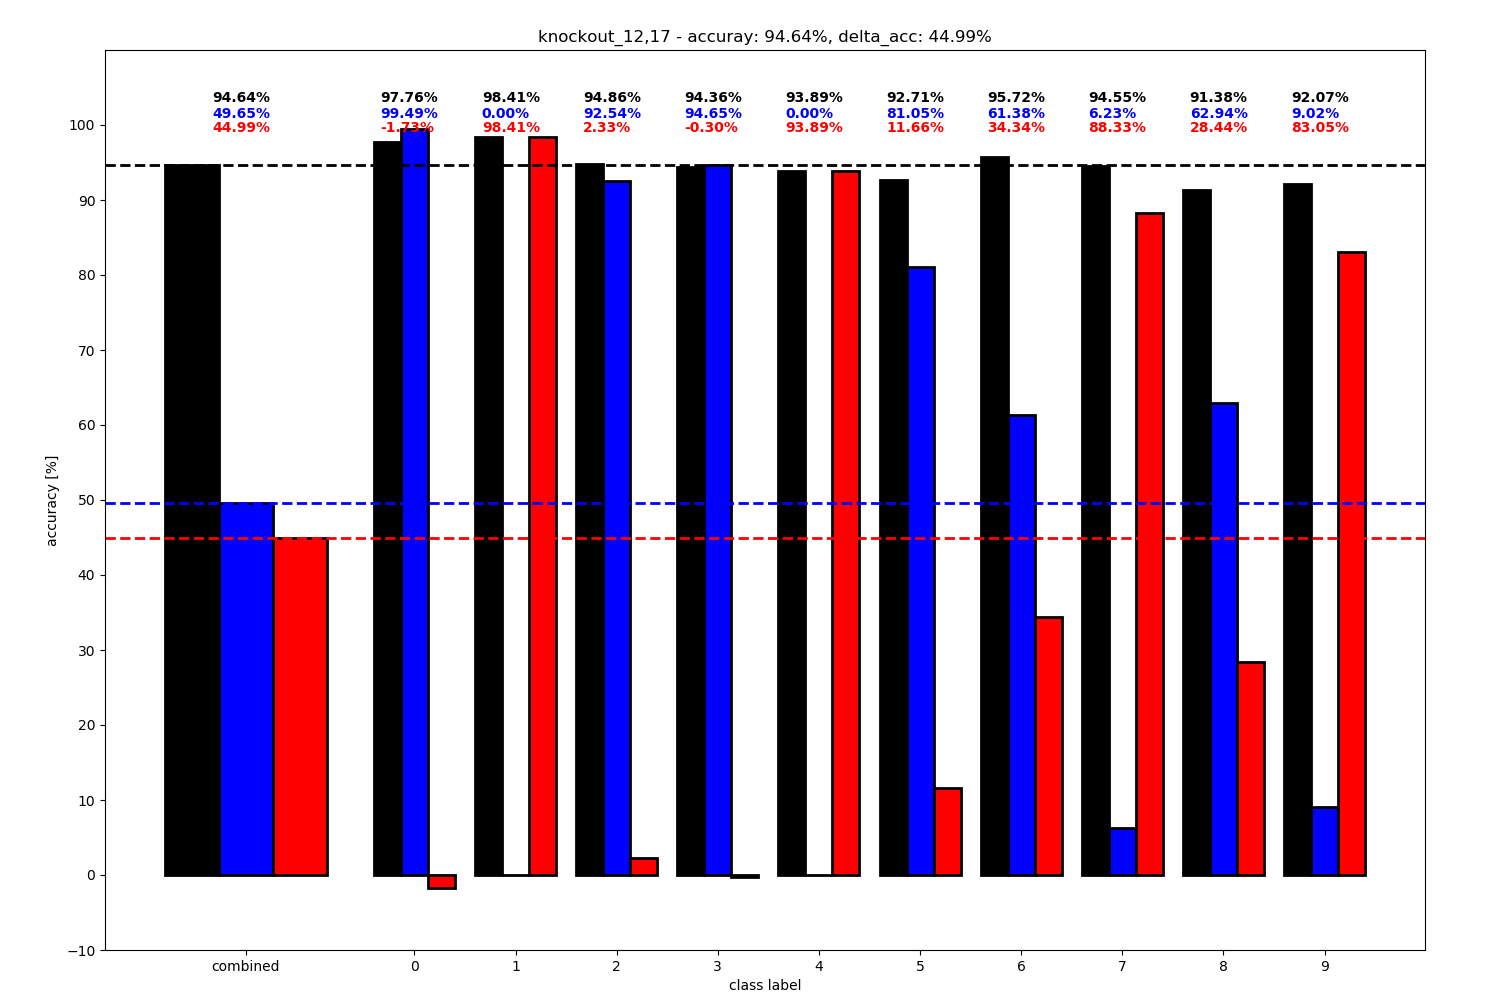 knockout_12,17 - accuray: 94.64%, delta_acc: 44.99%
94.64% 97.76% 98.41% 94.86% 94.36% 93.89% 92.71% 95.72% 94.55% 91.38% 92.07%
49.65% 99.49% 0.00% 92.54% 94.65% 0.00% 81.05% 61.38% 6.23% 62.94% 9.02%
44.99% -1.73% 98.41% 2.33% -0.30% 93.89% 11.66% 34.34% 88.33% 28.44% 83.05%
100
90
80
70
60
50
40
30
20
10
0
−10
accuracy [%]
combined 0 1 2 3 4 5 6 7 8 9
class label